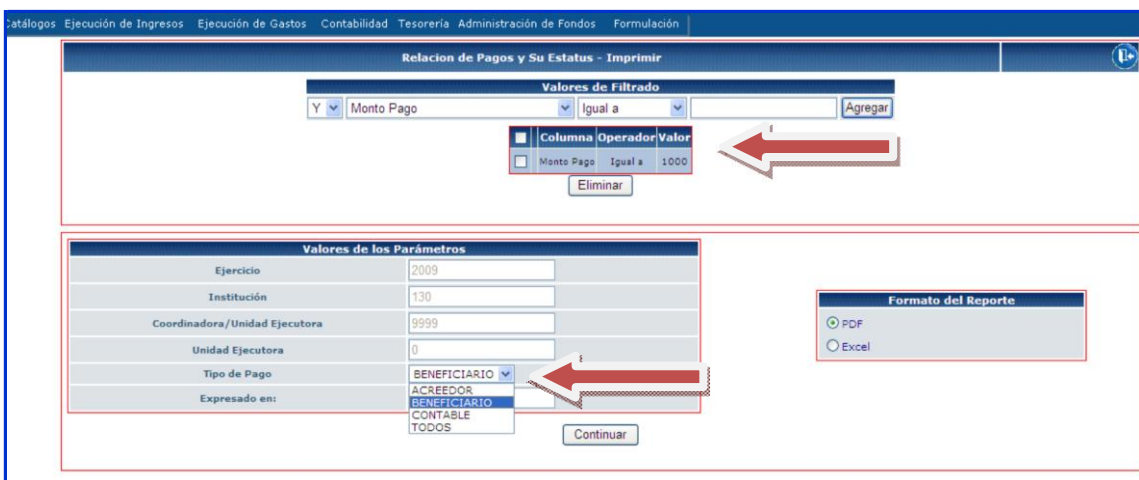 Catálogos Ejecución de Ingresos Ejecución de Gastos Contabilidad Tesorería Administración de Fondos Formulación
Relacion de Pagos y Su Estatus - Imprimir
Valores de Filtrado
Y Monto Pago Igual a Agregar
Columna Operador Valor
Monto Pago Igual a 1000
Eliminar
Valores de los Parámetros
Ejercicio 2009
Institución 130
Coordinadora/Unidad Ejecutora 9999
Unidad Ejecutora 0
Tipo de Pago BENEFICIARIO
Expresado en:
ACREEDOR
BENEFICIARIO
CONTABLE
TODOS
Formato del Reporte
PDF
Excel
Continuar